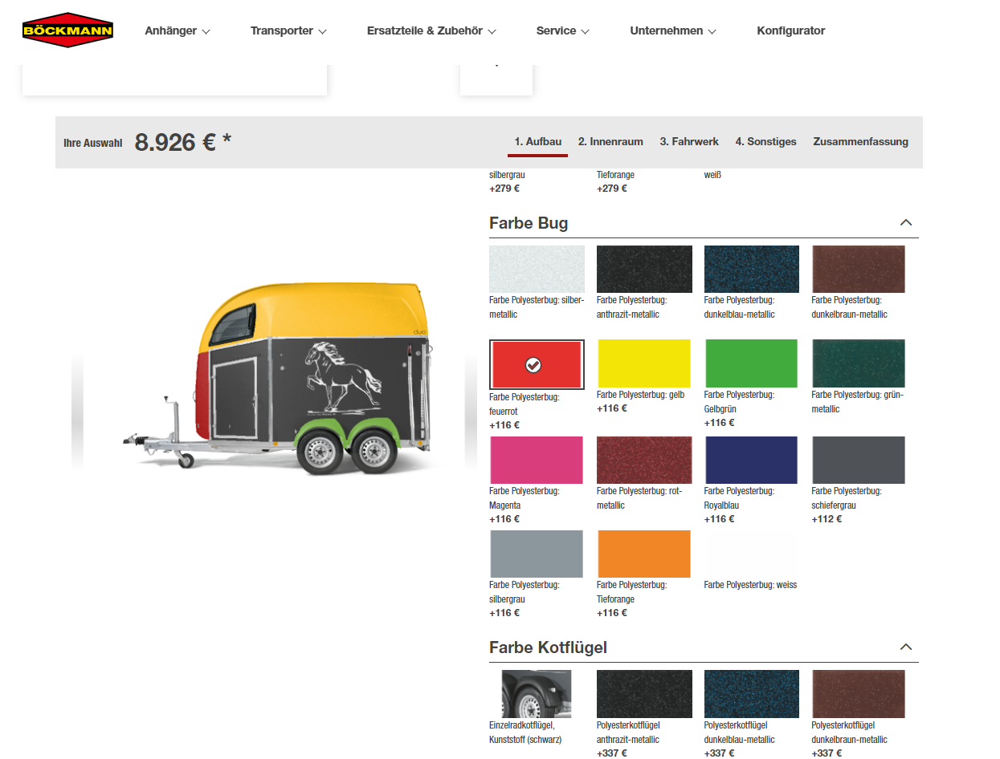 BÖCKMANN
Anhänger
Transporter
Ersatzteile & Zubehör
Service
Unternehmen
Konfigurator
Ihre Auswahl
8.926 € *
1. Aufbau
2. Innenraum
3. Fahrwerk
4. Sonstiges
Zusammenfassung
silbergrau
+279 €
Tieforange
+279 €
weiß
Farbe Bug
Farbe Polyesterbug: silber-
metallic
Farbe Polyesterbug:
anthrazit-metallic
Farbe Polyesterbug:
dunkelblau-metallic
Farbe Polyesterbug:
dunkelbraun-metallic
duo
Farbe Polyesterbug:
feuerrot
+116 €
Farbe Polyesterbug: gelb
+116 €
Farbe Polyesterbug:
Gelbgrün
+116 €
Farbe Polyesterbug: grün-
metallic
Farbe Polyesterbug:
Magenta
+116 €
Farbe Polyesterbug: rot-
metallic
Farbe Polyesterbug:
Royalblau
+116 €
Farbe Polyesterbug:
schiefergrau
+112 €
Farbe Polyesterbug:
silbergrau
+116 €
Farbe Polyesterbug:
Tieforange
+116 €
Farbe Polyesterbug: weiss
Farbe Kotflügel
Einzelradkotflügel,
Kunststoff (schwarz)
Polyesterkotflügel
anthrazit-metallic
+337 €
Polyesterkotflügel
dunkelblau-metallic
+337 €
Polyesterkotflügel
dunkelbraun-metallic
+337 €